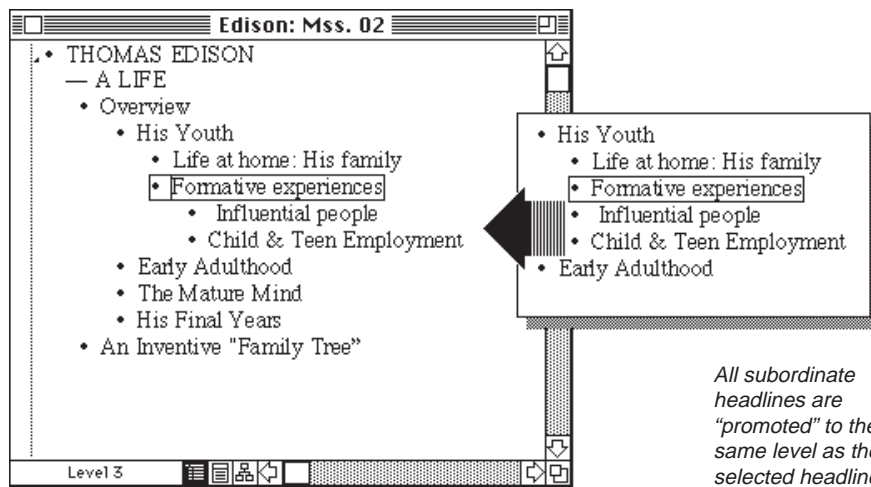 Edison: Mss. 02
• THOMAS EDISON
— A LIFE
• Overview
• His Youth
• Life at home: His family
• Formative experiences
• Influential people
• Child & Teen Employment
• Early Adulthood
• The Mature Mind
• His Final Years
• An Inventive "Family Tree”
Level 3
• His Youth
• Life at home: His family
• Formative experiences
• Influential people
• Child & Teen Employment
• Early Adulthood
All subordinate
headlines are
“promoted” to the
same level as the
selected headline